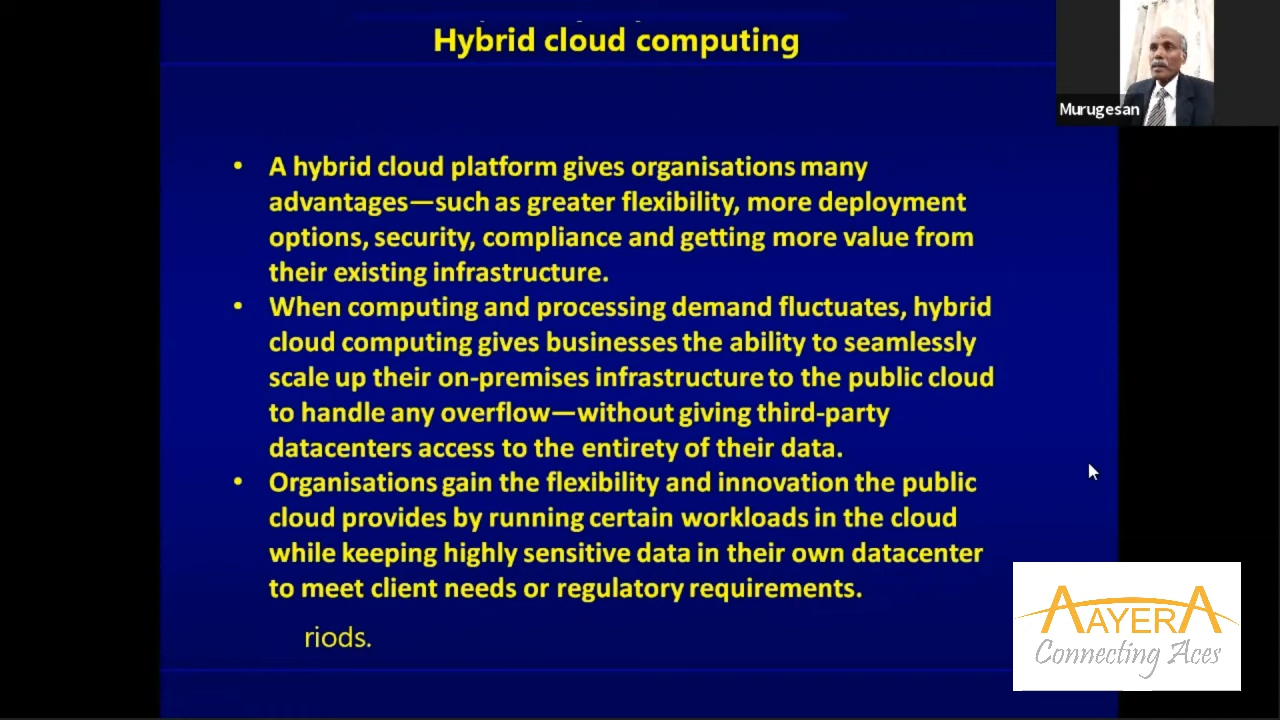 Hybrid cloud computing
Murugesan
• A hybrid cloud platform gives organisations many
advantages—such as greater flexibility, more deployment
options, security, compliance and getting more value from
their existing infrastructure.
• When computing and processing demand fluctuates, hybrid
cloud computing gives businesses the ability to seamlessly
scale up their on-premises infrastructure to the public cloud
to handle any overflow—without giving third-party
datacenters access to the entirety of their data.
• Organisations gain the flexibility and innovation the public
cloud provides by running certain workloads in the cloud
while keeping highly sensitive data in their own datacenter
to meet client needs or regulatory requirements.
riods.
AAYERA
Connecting Aces